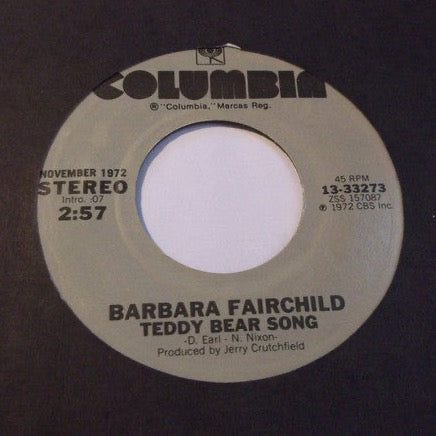 COLUMBIA
® "Columbia," Marcas Reg.
NOVEMBER 1972
STEREO
Intro. :07
2:57
45 RPM
13-33273
ZSS 157087
℗ 1972 CBS Inc.
BARBARA FAIRCHILD
TEDDY BEAR SONG
-D. Earl - N. Nixon-
Produced by Jerry Crutchfield